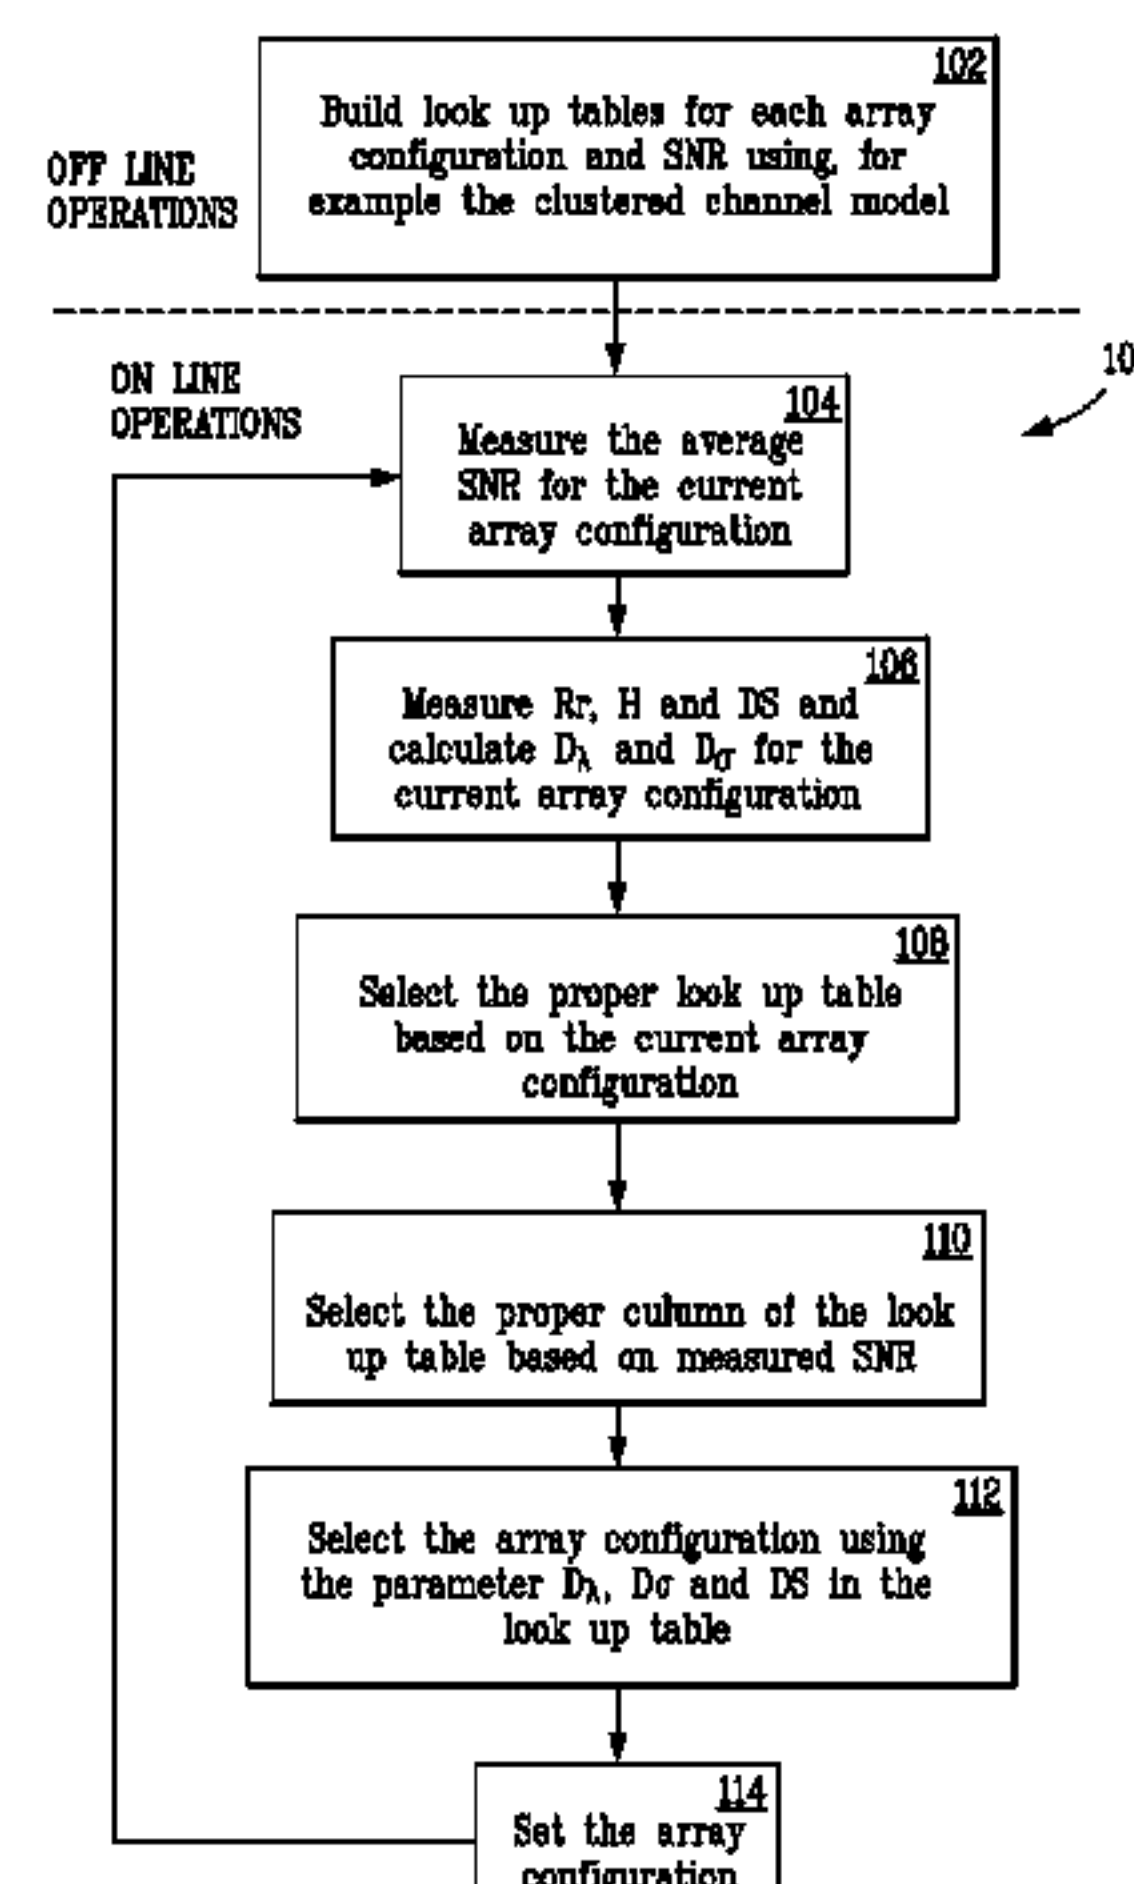 102
Build look up tables for each array
configuration and SNR using, for
example the clustered channel model
OFF LINE
OPERATIONS
ON LINE
OPERATIONS
10
104
Measure the average
SNR for the current
array configuration
106
Measure Rr, H and DS and
calculate Dλ and Dσ for the
current array configuration
108
Select the proper look up table
based on the current array
configuration
110
Select the proper culumn of the look
up table based on measured SNR
112
Select the array configuration using
the parameter Dλ, Dσ and DS in the
look up table
114
Set the array
configuration